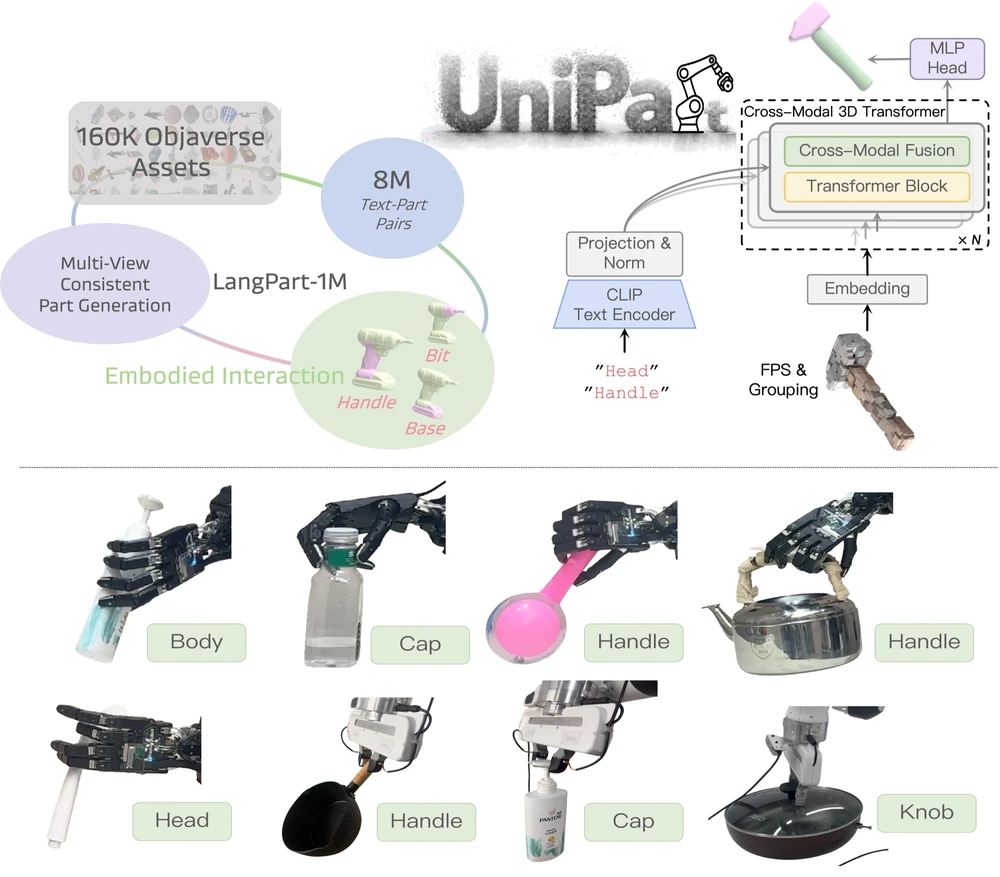 UniPart
160K Objaverse
Assets
8M
Text-Part
Pairs
Multi-View
Consistent
Part Generation
LangPart-1M
Embodied Interaction
Bit
Handle
Base
MLP
Head
Cross-Modal 3D Transformer
Cross-Modal Fusion
Transformer Block
× N
Projection &
Norm
CLIP
Text Encoder
"Head"
"Handle"
Embedding
FPS &
Grouping
Body
Cap
Handle
Handle
Head
Handle
PANTENE
Cap
Knob